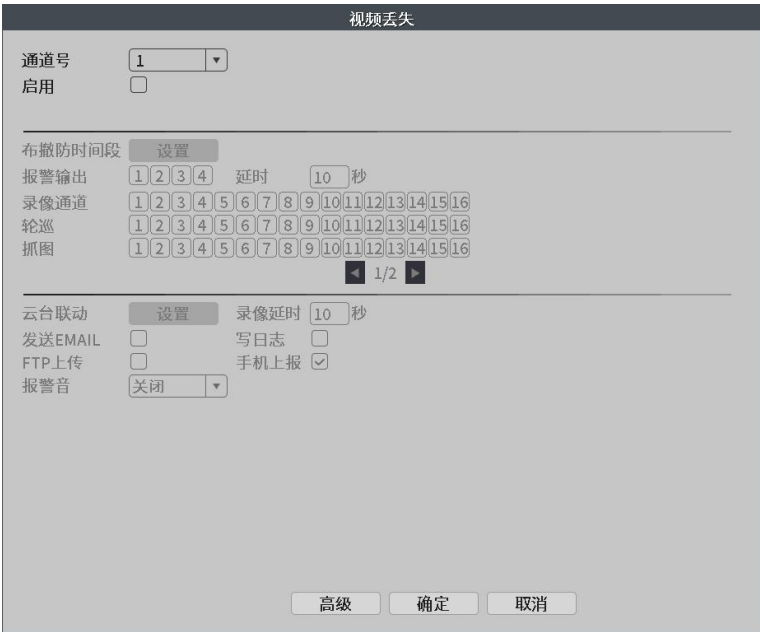 视频丢失
通道号 1
启用
布撤防时间段 设置
报警输出 1 2 3 4 延时 10 秒
录像通道 1 2 3 4 5 6 7 8 9 10 11 12 13 14 15 16
轮巡 1 2 3 4 5 6 7 8 9 10 11 12 13 14 15 16
抓图 1 2 3 4 5 6 7 8 9 10 11 12 13 14 15 16
1/2
云台联动 设置 录像延时 10 秒
发送EMAIL 写日志
FTP上传 手机上报
报警音 关闭
高级 确定 取消